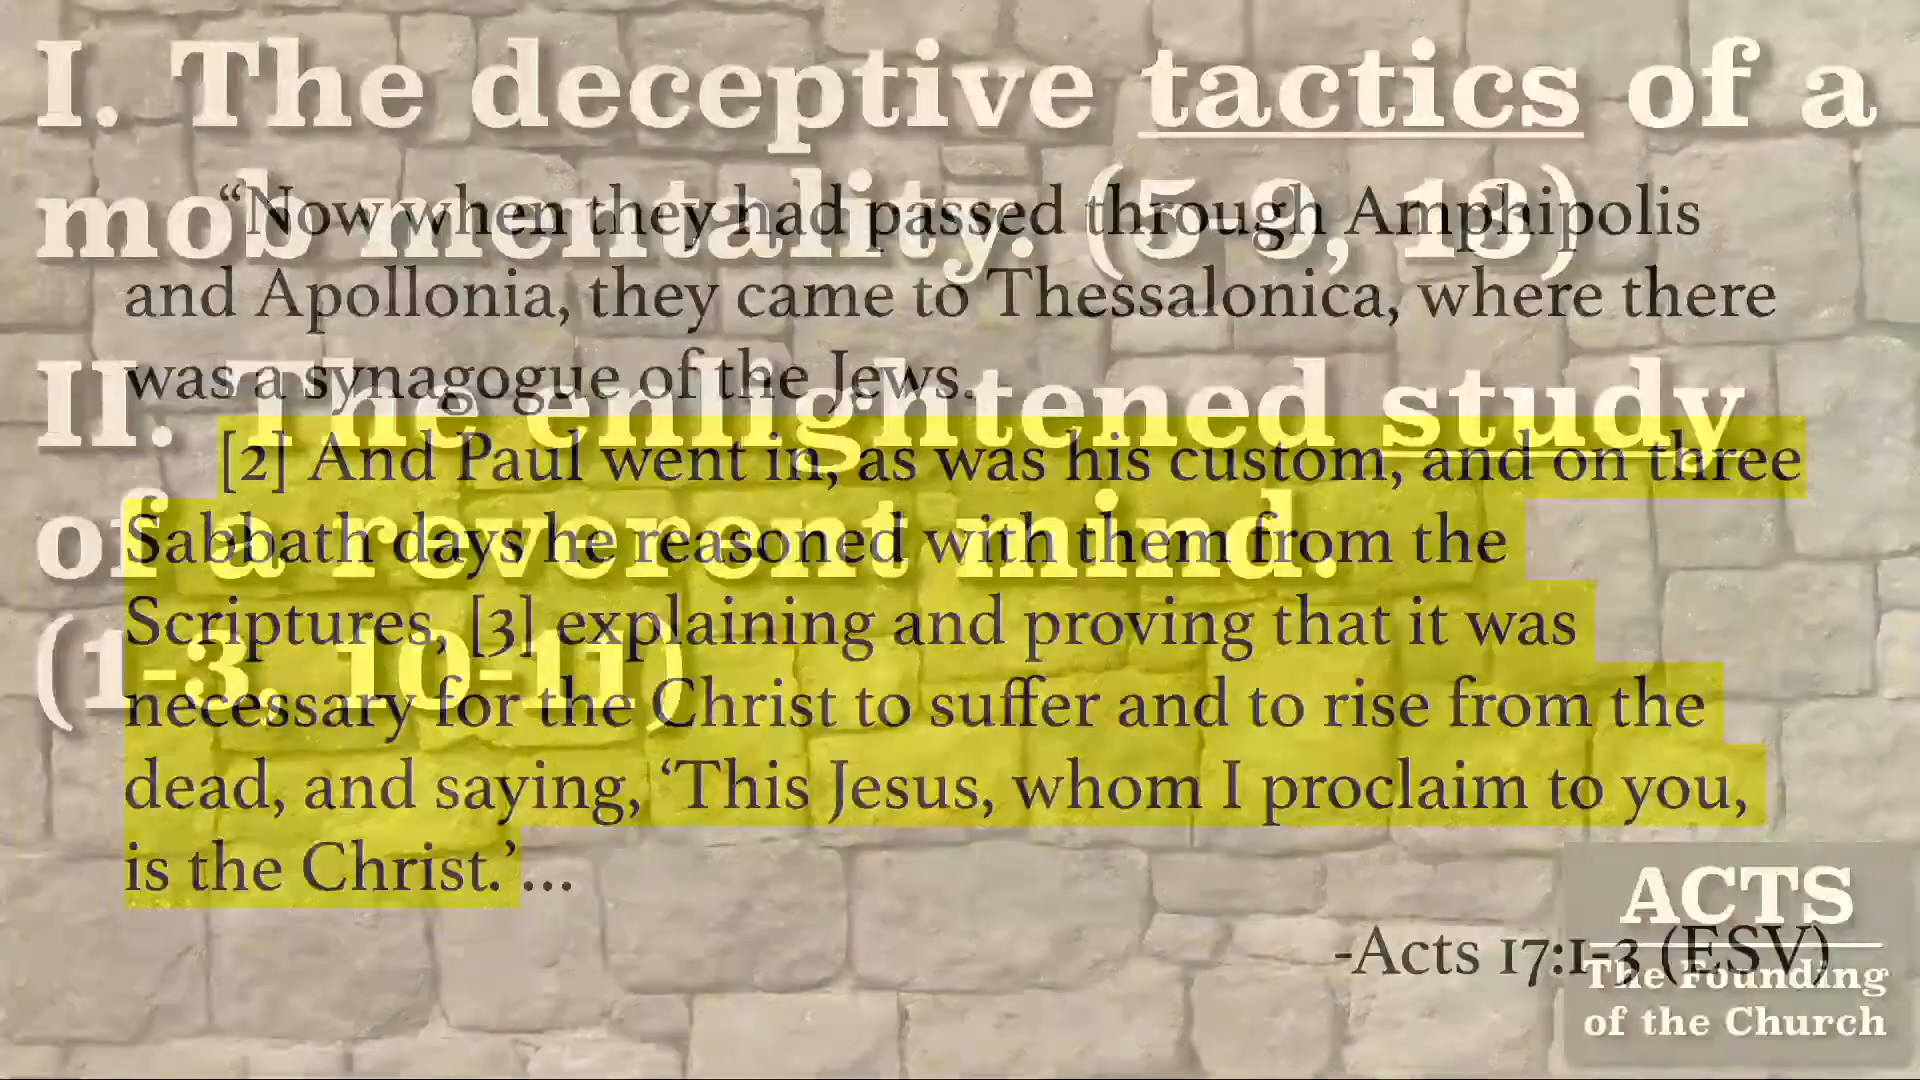 I. The deceptive tactics of a
mob mentality. (5-9, 13)
II. The enlightened study
of a reverent mind.
(1-3, 10-11)
“Now when they had passed through Amphipolis
and Apollonia, they came to Thessalonica, where there
was a synagogue of the Jews.
[2] And Paul went in, as was his custom, and on three
Sabbath days he reasoned with them from the
Scriptures, [3] explaining and proving that it was
necessary for the Christ to suffer and to rise from the
dead, and saying, ‘This Jesus, whom I proclaim to you,
is the Christ.’...
-Acts 17:1-3 (ESV)
ACTS
The Founding
of the Church